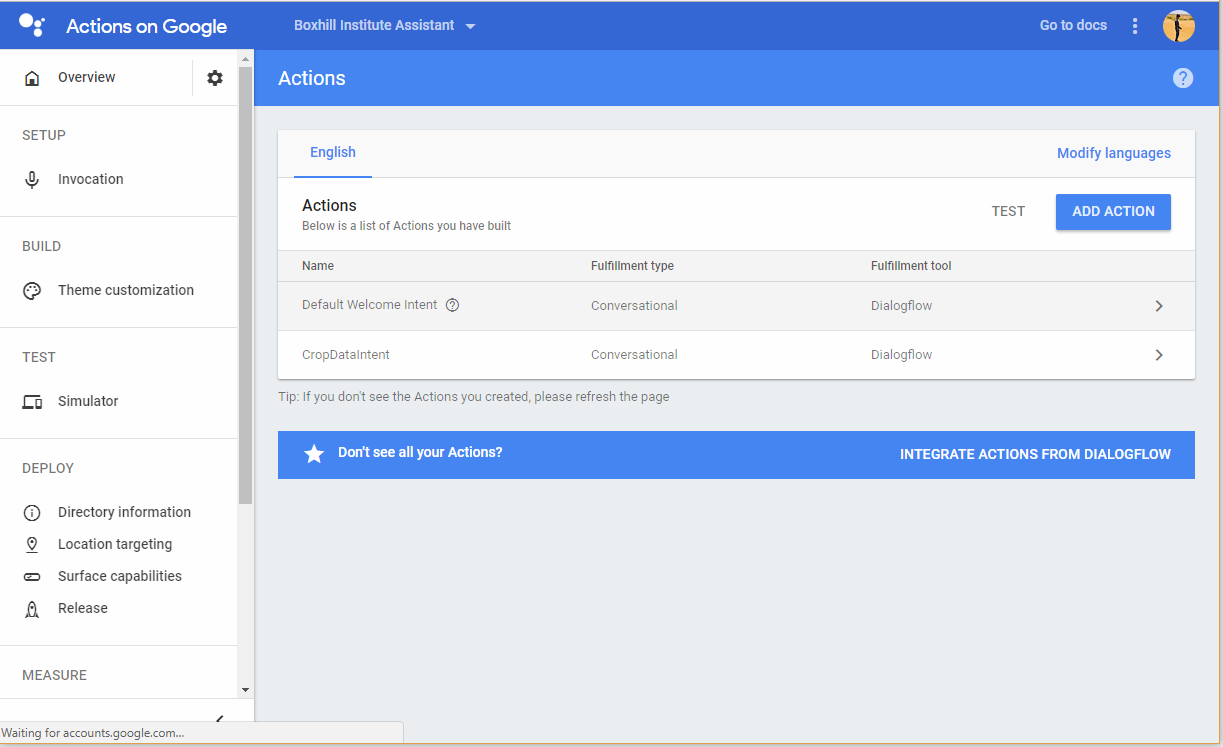 Actions on Google
Boxhill Institute Assistant
Go to docs
Overview
Actions
?
SETUP
Invocation
BUILD
Theme customization
TEST
Simulator
DEPLOY
Directory information
Location targeting
Surface capabilities
Release
MEASURE
English
Modify languages
Actions
Below is a list of Actions you have built
TEST
ADD ACTION
Name Fulfillment type Fulfillment tool
Default Welcome Intent ? Conversational Dialogflow
CropDataIntent Conversational Dialogflow
Tip: If you don't see the Actions you created, please refresh the page
Don't see all your Actions?
INTEGRATE ACTIONS FROM DIALOGFLOW
Waiting for accounts.google.com...